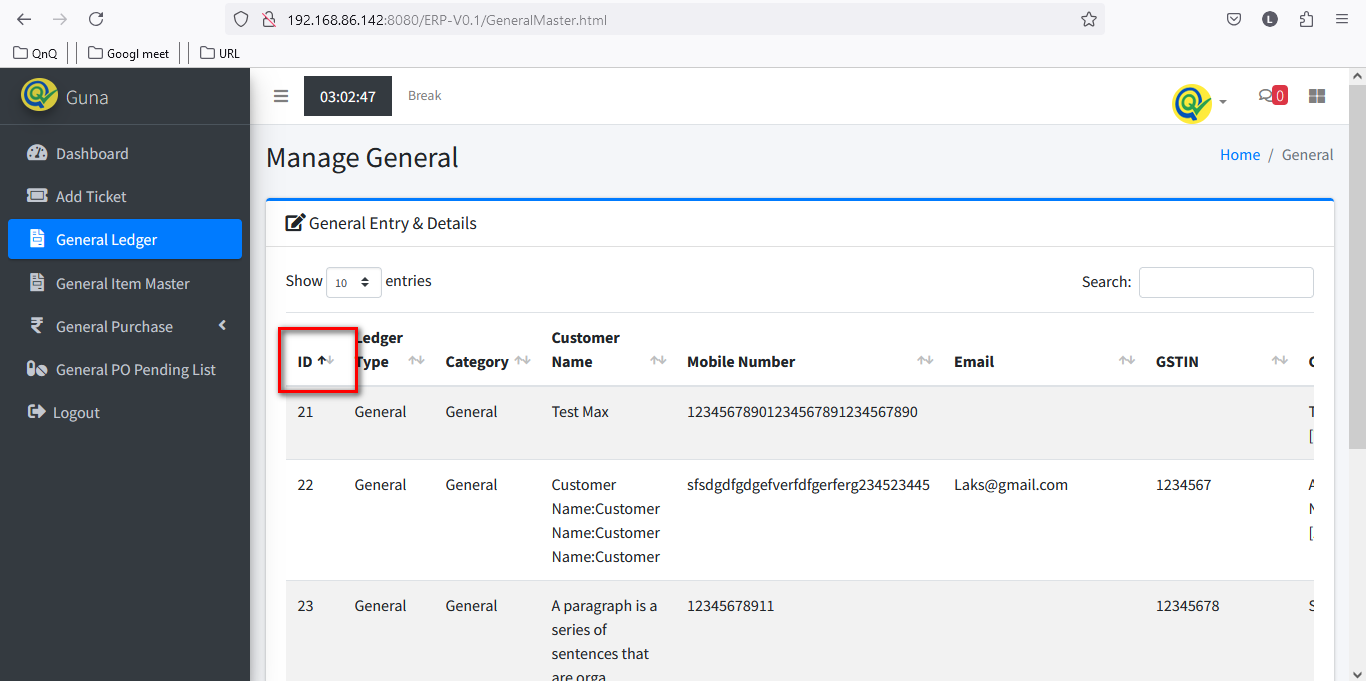 192.168.86.142:8080/ERP-V0.1/GeneralMaster.html
L
QnQ
Googl meet
URL
Guna
03:02:47
Break
0
Dashboard
Add Ticket
General Ledger
General Item Master
General Purchase
General PO Pending List
Logout
Manage General
Home / General
General Entry & Details
Show 10 entries
Search:
ID Ledger Type Category Customer Name Mobile Number Email GSTIN
21 General General Test Max 12345678901234567891234567890
22 General General Customer sfsdgdfgdgefverfdfgerferg234523445 Laks@gmail.com 1234567
Name:Customer
Name:Customer
Name:Customer
23 General General A paragraph is a 12345678911 12345678
series of
sentences that
are orga